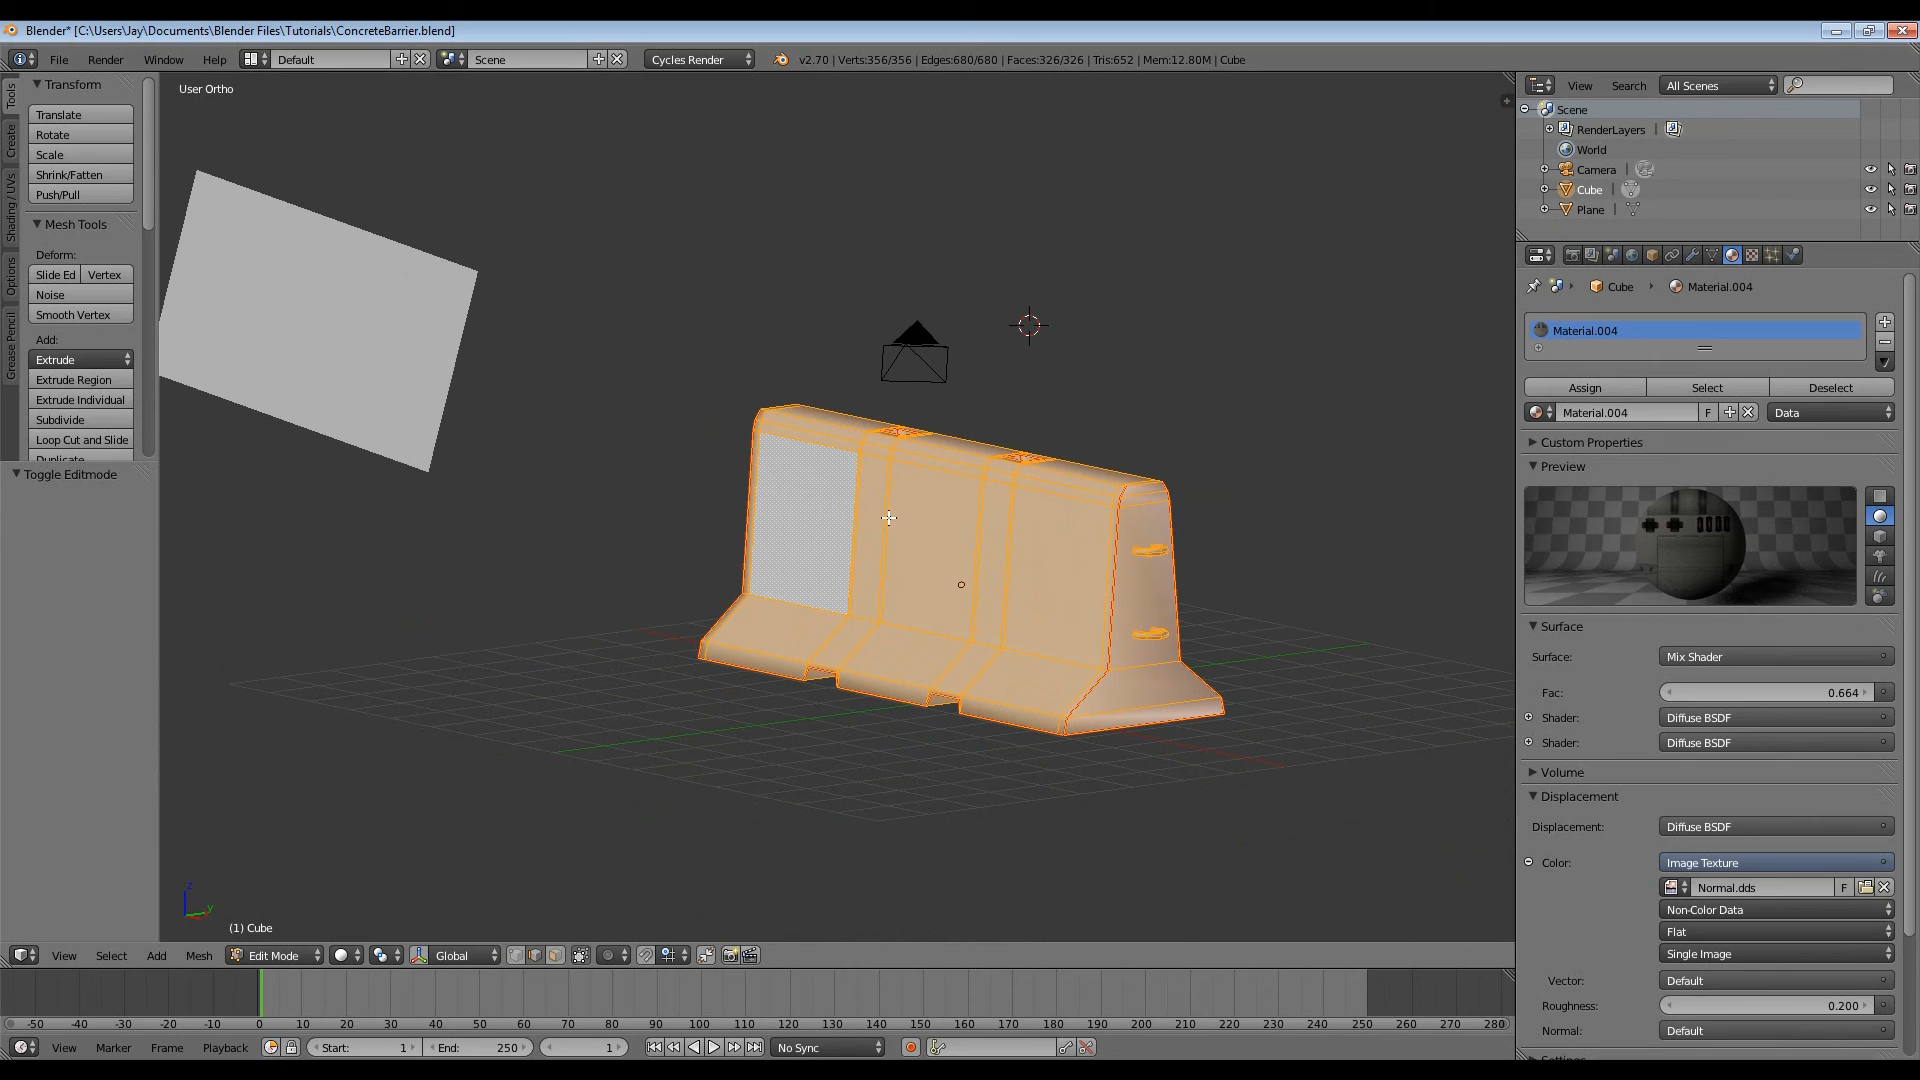 Blender* [C:\Users\Jay\Documents\Blender Files\Tutorials\ConcreteBarrier.blend]
File Render Window Help Default Scene Cycles Render v2.70 | Verts:356/356 | Edges:680/680 | Faces:326/326 | Tris:652 | Mem:12.80M | Cube
Tools
Create
Shading / UVs
Options
Grease Pencil
Transform
Translate
Rotate
Scale
Shrink/Fatten
Push/Pull
Mesh Tools
Deform:
Slide Ed Vertex
Noise
Smooth Vertex
Add:
Extrude
Extrude Region
Extrude Individual
Subdivide
Loop Cut and Slide
Duplicate
Toggle Editmode
User Ortho
z
y
(1) Cube
View Select Add Mesh Edit Mode Global
-50 -40 -30 -20 -10 0 10 20 30 40 50 60 70 80 90 100 110 120 130 140 150 160 170 180 190 200 210 220 230 240 250 260 270 280
View Marker Frame Playback Start: 1 End: 250 1 No Sync
View Search All Scenes
Scene
RenderLayers |
World
Camera |
Cube |
Plane |
Cube Material.004
Material.004
Assign Select Deselect
Material.004 F Data
Custom Properties
Preview
Surface
Surface: Mix Shader
Fac: 0.664
Shader: Diffuse BSDF
Shader: Diffuse BSDF
Volume
Displacement
Displacement: Diffuse BSDF
Color: Image Texture
Normal.dds F
Non-Color Data
Flat
Single Image
Vector: Default
Roughness: 0.200
Normal: Default
Settings